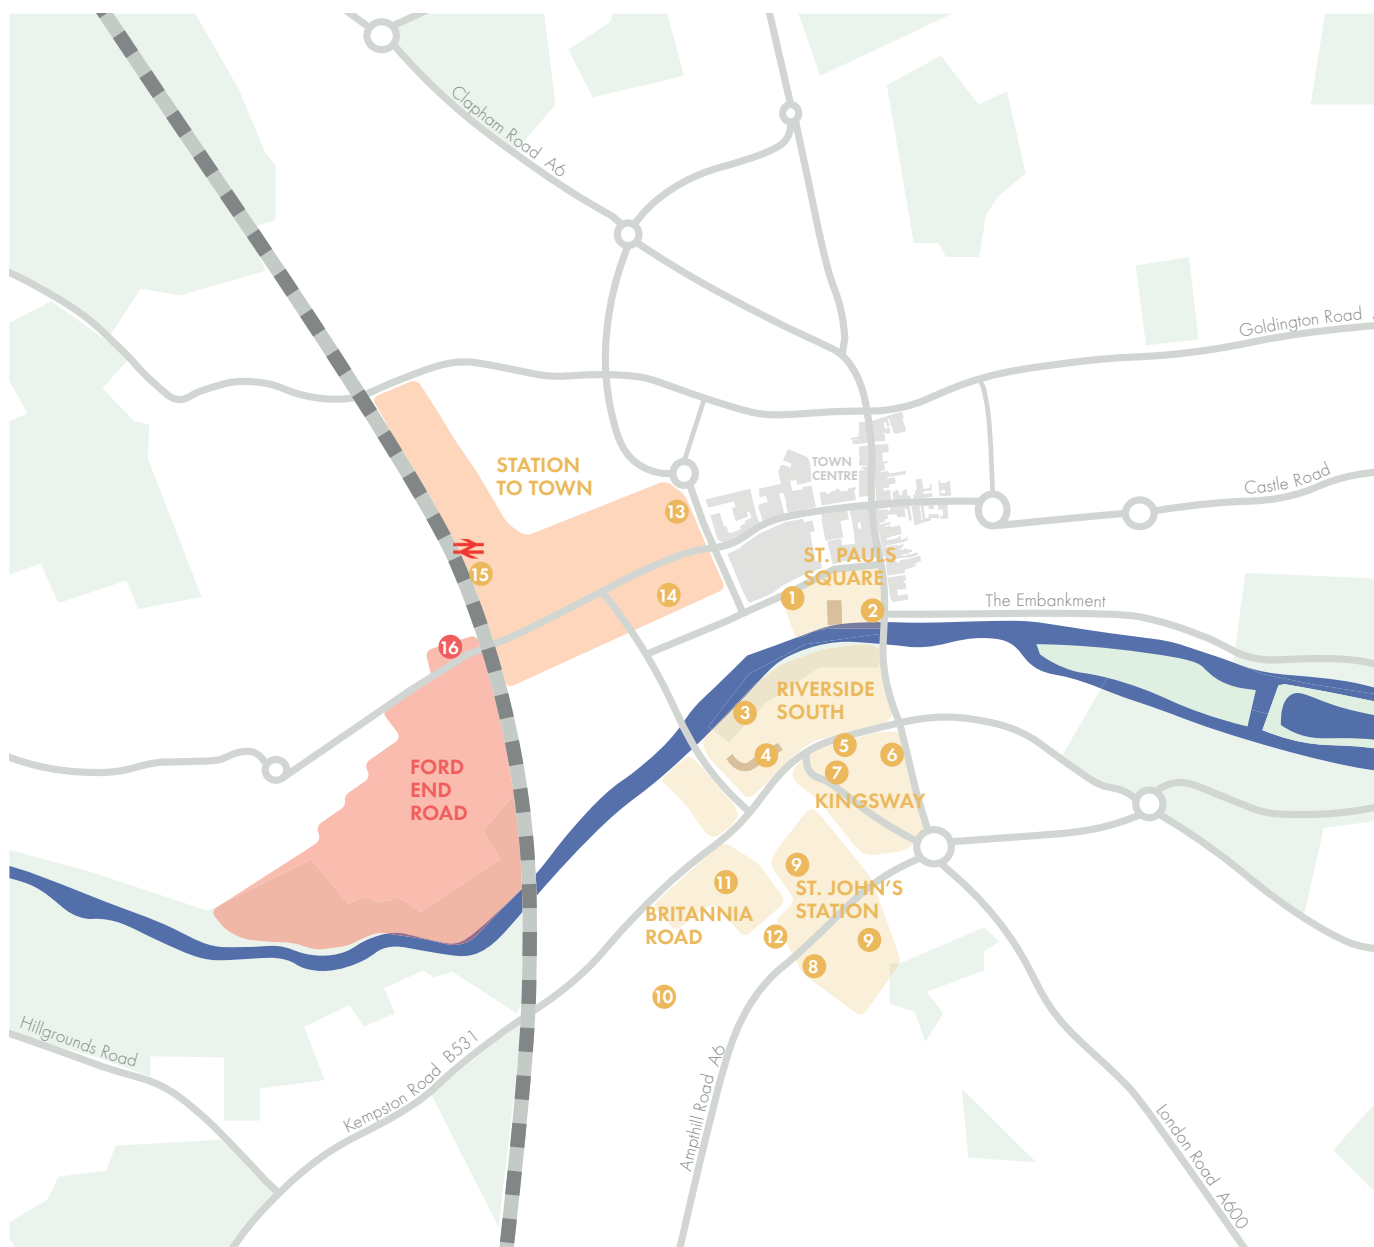 Clapham Road A6
Goldington Road
STATION
TO TOWN
TOWN
CENTRE
Castle Road
13
15
14
ST. PAULS
SQUARE
1
2
The Embankment
16
RIVERSIDE
SOUTH
3
4
5
6
7
FORD
END
ROAD
KINGSWAY
9
ST. JOHN'S
STATION
11
BRITANNIA
ROAD
12
9
8
10
Hillgrounds Road
Kempston Road B531
Ampthill Road A6
London Road A600